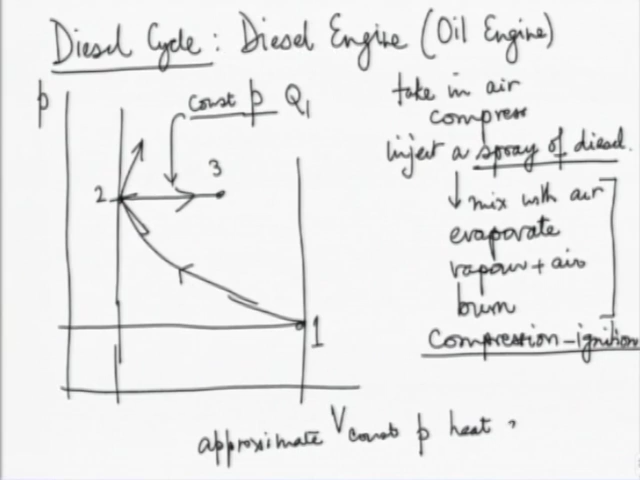 Diesel Cycle : Diesel Engine (Oil Engine)
p
const p Q1
take in air
compress
inject a spray of diesel.
3
2
mix with air
evaporate
vapour + air
burn
1
Compression-ignition
V
approximate const p heat